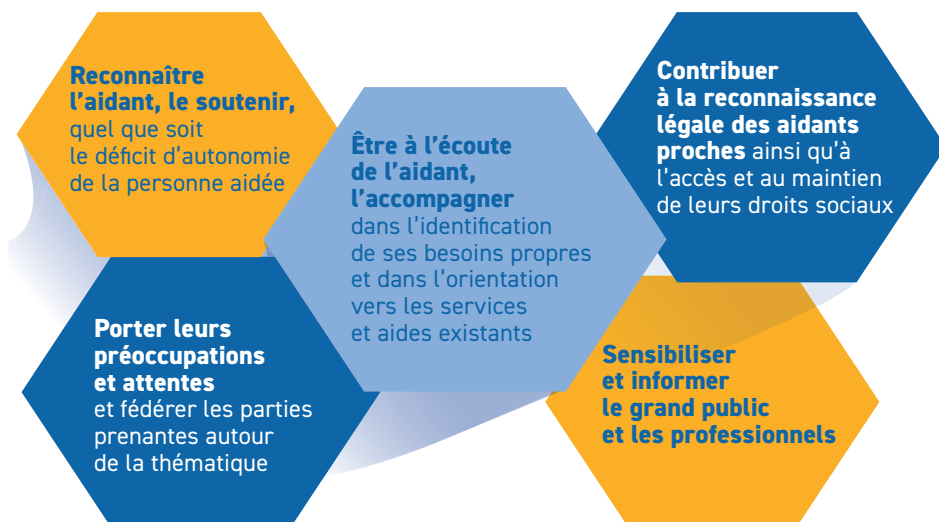 Reconnaître
l'aidant, le soutenir,
quel que soit
le déficit d'autonomie
de la personne aidée
Être à l'écoute
de l'aidant,
l'accompagner
dans l'identification
de ses besoins propres
et dans l'orientation
vers les services
et aides existants
Contribuer
à la reconnaissance
légale des aidants
proches ainsi qu'à
l'accès et au maintien
de leurs droits sociaux
Porter leurs
préoccupations
et attentes
et fédérer les parties
prenantes autour
de la thématique
Sensibiliser
et informer
le grand public
et les professionnels